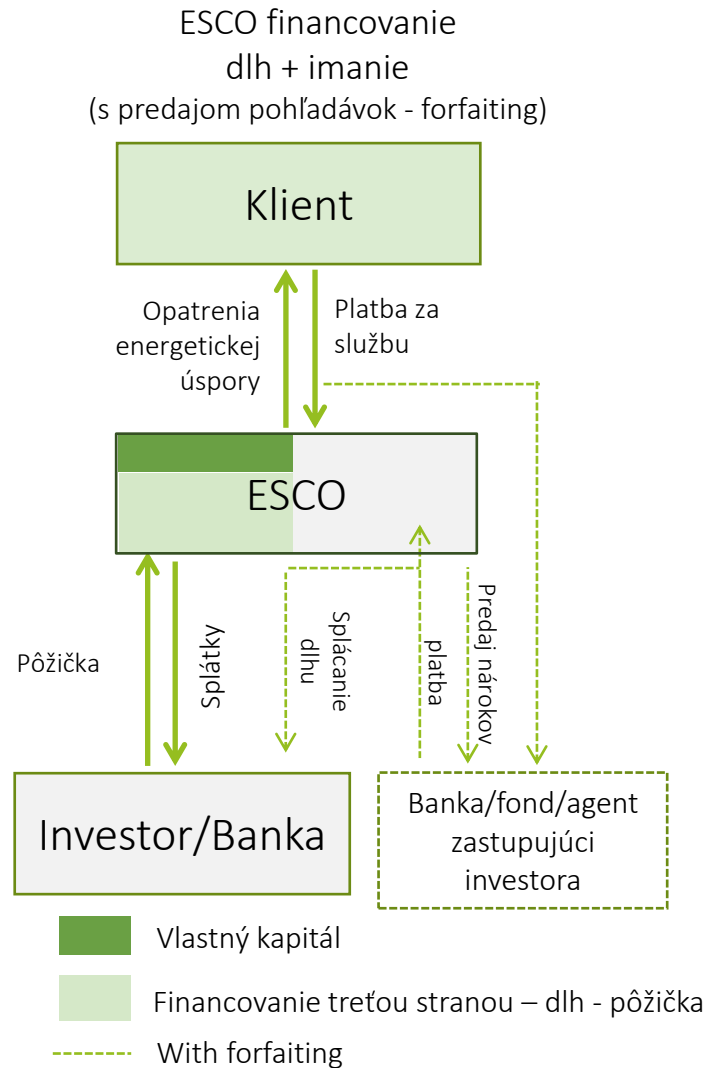 ESCO financovanie
dlh + imanie
(s predajom pohľadávok - forfaiting)
Klient
Opatrenia
energetickej
úspory
Platba za
službu
ESCO
Pôžička
Splátky
Splácanie
dlhu
platba
Predaj nárokov
Investor/Banka
Banka/fond/agent
zastupujúci
investora
Vlastný kapitál
Financovanie treťou stranou – dlh - pôžička
With forfaiting